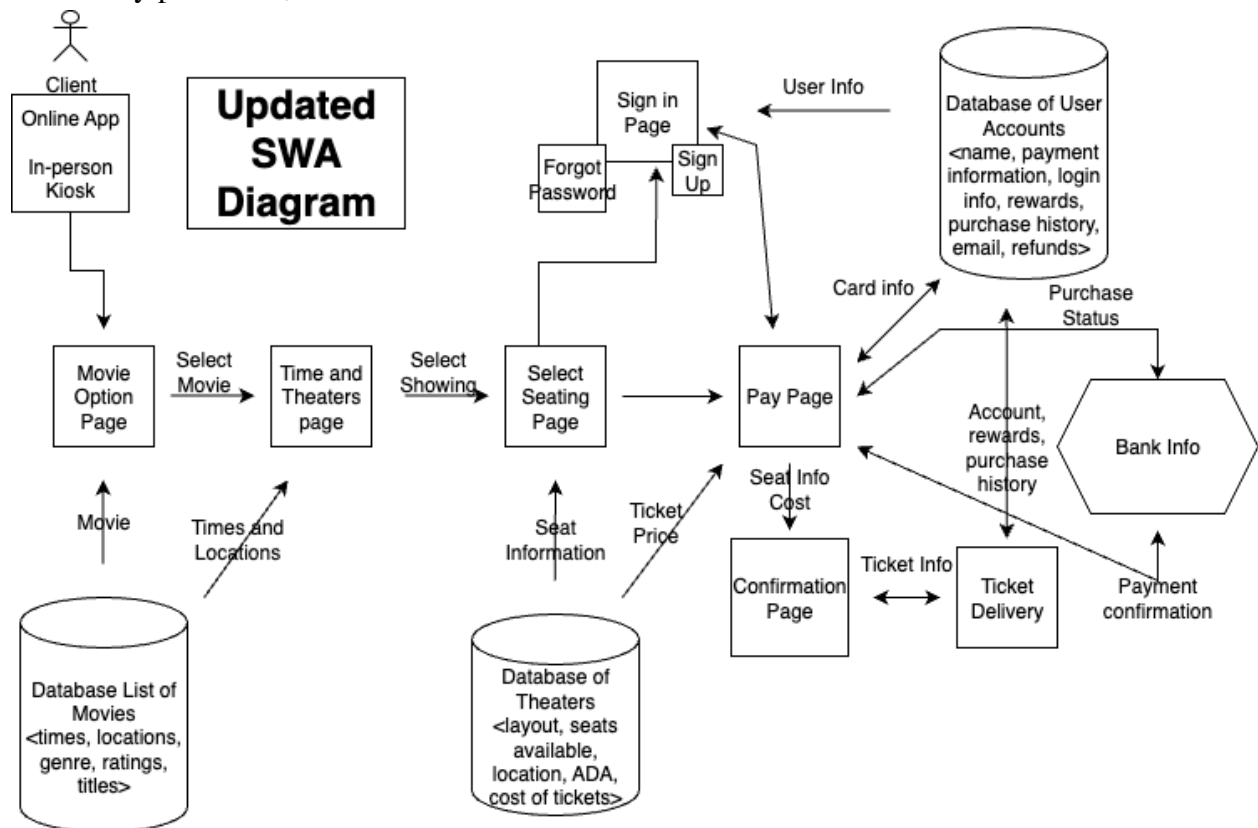 Client
Online App
In-person
Kiosk
Updated
SWA
Diagram
Sign in
Page
Forgot
Password
Sign
Up
User Info
Database of User
Accounts
<name, payment
information, login
info, rewards,
purchase history,
email, refunds>
Card info
Purchase
Status
Movie
Option
Page
Select
Movie
Time and
Theaters
page
Select
Showing
Select
Seating
Page
Pay Page
Account,
rewards,
purchase
history
Bank Info
Movie
Times and
Locations
Seat
Information
Ticket
Price
Seat Info
Cost
Confirmation
Page
Ticket Info
Ticket
Delivery
Payment
confirmation
Database List of
Movies
<times, locations,
genre, ratings,
titles>
Database of
Theaters
<layout, seats
available,
location, ADA,
cost of tickets>